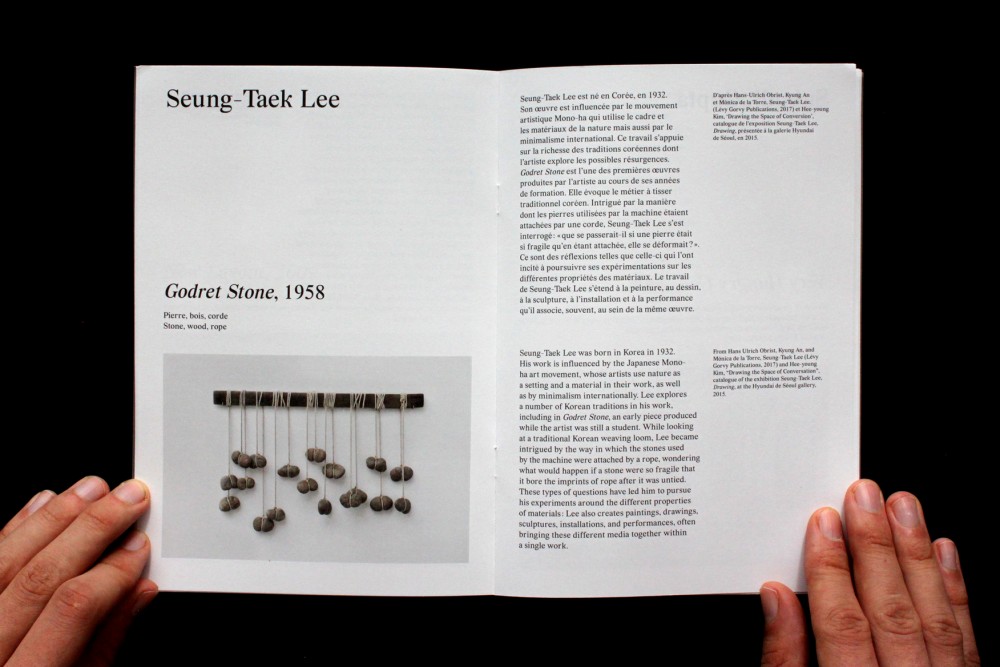 Seung-Taek Lee
Godret Stone, 1958
Pierre, bois, corde
Stone, wood, rope
Seung-Taek Lee est né en Corée, en 1932.
Son œuvre est influencée par le mouvement
artistique Mono-ha qui utilise le cadre et
les matériaux de la nature mais aussi par le
minimalisme international. Ce travail s'appuie
sur la richesse des traditions coréennes dont
l'artiste explore les possibles résurgences.
Godret Stone est l'une des premières œuvres
produites par l'artiste au cours de ses années
de formation. Elle évoque le métier à tisser
traditionnel coréen. Intrigué par la manière
dont les pierres utilisées par la machine étaient
attachées par une corde, Seung-Taek Lee s'est
interrogé : « que se passerait-il si une pierre était
si fragile qu'en étant attachée, elle se déformait ? ».
Ce sont des réflexions telles que celle-ci qui l'ont
incité à poursuivre ses expérimentations sur les
différentes propriétés des matériaux. Le travail
de Seung-Taek Lee s'étend à la peinture, au dessin,
à la sculpture, à l'installation et à la performance
qu'il associe, souvent, au sein de la même œuvre.
D'après Hans-Ulrich Obrist, Kyung An
et Mónica de la Torre, Seung-Taek Lee
(Lévy Gorvy Publications, 2017) et Hee-young
Kim, 'Drawing the Space of Conversion',
catalogue de l'exposition Seung-Taek Lee,
Drawing, présentée à la galerie Hyundai
de Séoul, en 2015.
Seung-Taek Lee was born in Korea in 1932.
His work is influenced by the Japanese Mono-
ha art movement, whose artists use nature as
a setting and a material in their work, as well
as by minimalism internationally. Lee explores
a number of Korean traditions in his work,
including in Godret Stone, an early piece produced
while the artist was still a student. While looking
at a traditional Korean weaving loom, Lee became
intrigued by the way in which the stones used
by the machine were attached by a rope, wondering
what would happen if a stone were so fragile that
it bore the imprints of rope after it was untied.
These types of questions have led him to pursue
his experiments around the different properties
of materials: Lee also creates paintings, drawings,
sculptures, installations, and performances, often
bringing these different media together within
a single work.
From Hans Ulrich Obrist, Kyung An, and
Mónica de la Torre, Seung-Taek Lee (Lévy
Gorvy Publications, 2017) and Hee-young
Kim, "Drawing the Space of Conversation",
catalogue of the exhibition Seung-Taek Lee,
Drawing, at the Hyundai de Séoul gallery,
2015.